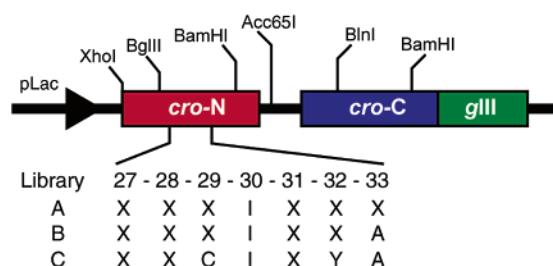 Acc65I
BamHI
BlnI
BglII
BamHI
XhoI
pLac
cro-N
cro-C
gIII
Library 27 - 28 - 29 - 30 - 31 - 32 - 33
A X X X I X X X
B X X X I X X A
C X X C I X Y A